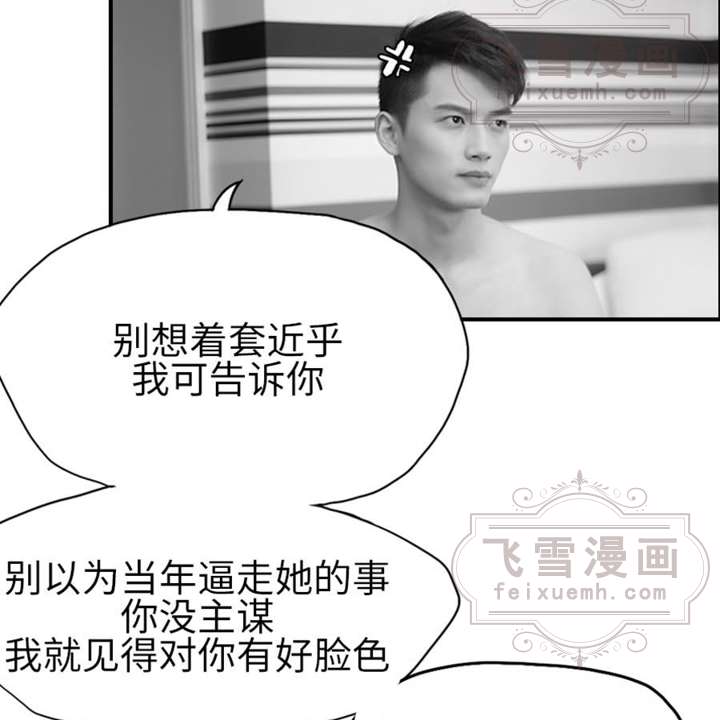 飞雪漫画
feixuemh.com
别想着套近乎
我可告诉你
飞雪漫画
feixuemh.com
别以为当年逼走她的事
你没主谋
我就见得对你有好脸色